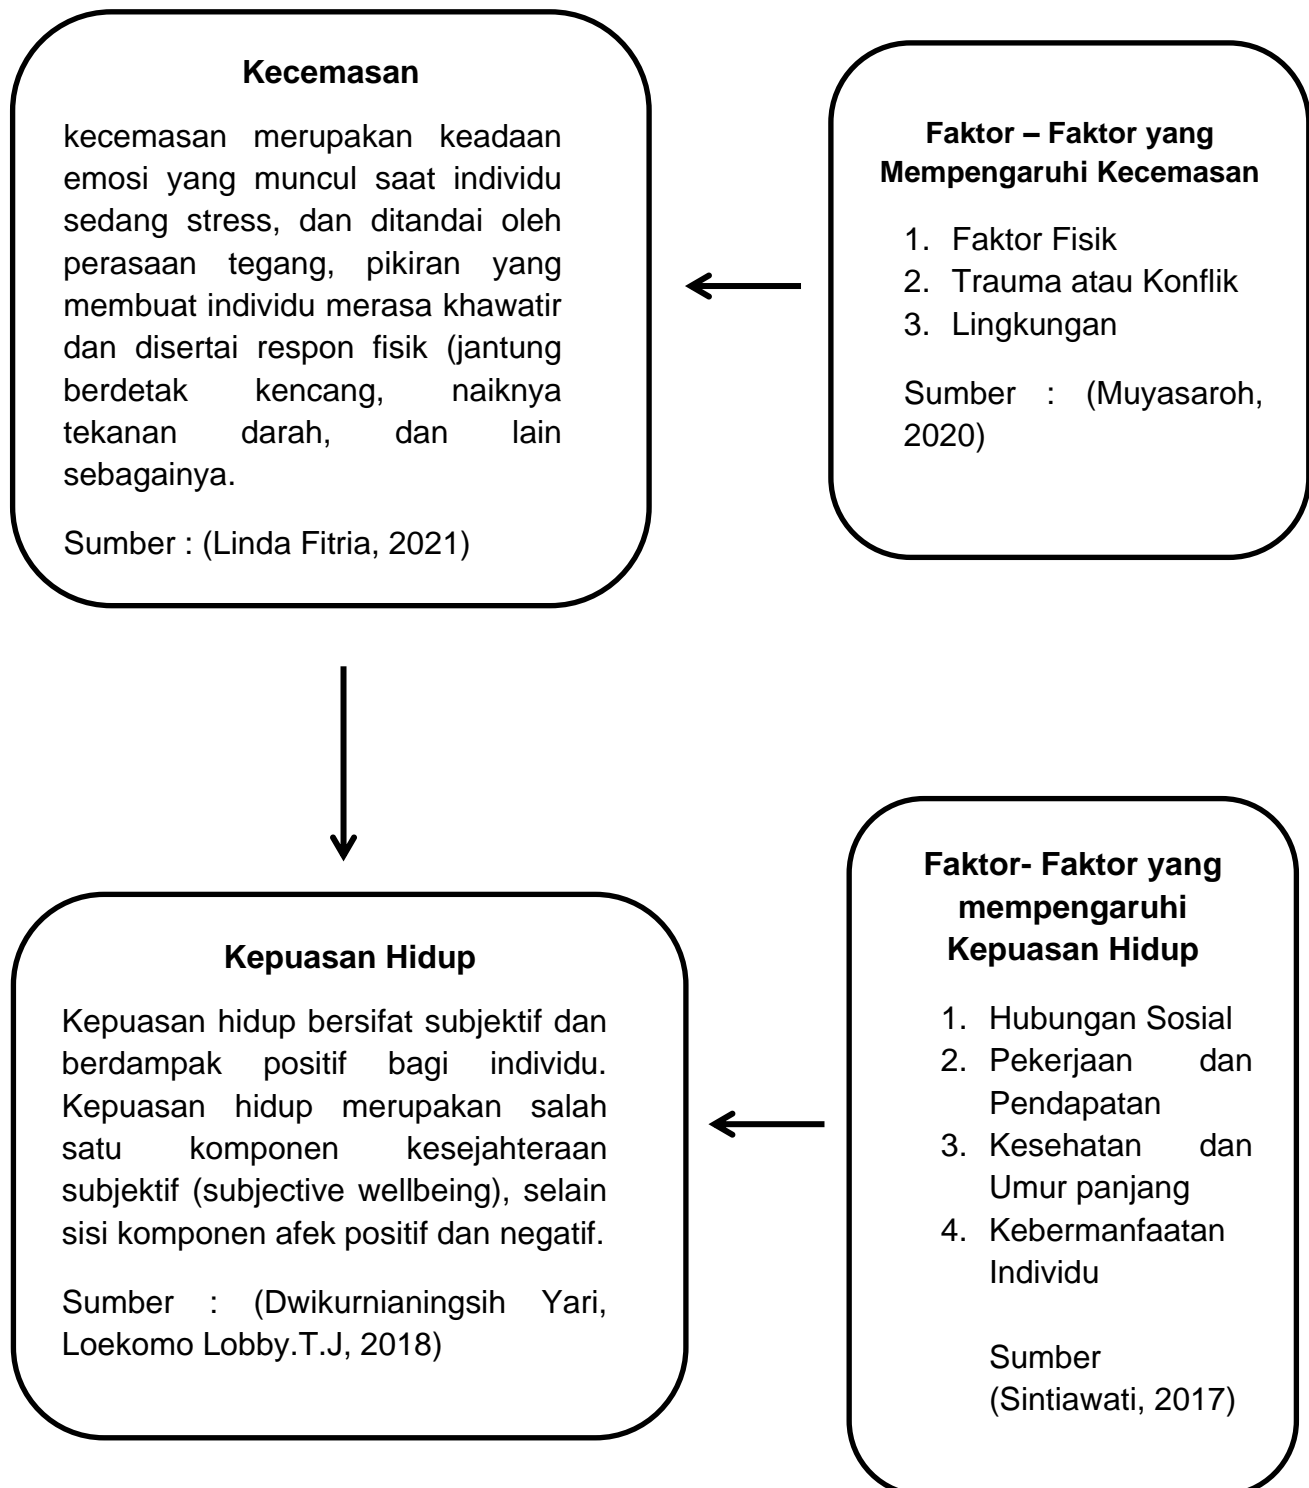 Kecemasan
kecemasan merupakan keadaan
emosi yang muncul saat individu
sedang stress, dan ditandai oleh
perasaan tegang, pikiran yang
membuat individu merasa khawatir
dan disertai respon fisik (jantung
berdetak kencang, naiknya
tekanan darah, dan lain
sebagainya.
Sumber : (Linda Fitria, 2021)
Faktor – Faktor yang
Mempengaruhi Kecemasan
1. Faktor Fisik
2. Trauma atau Konflik
3. Lingkungan
Sumber : (Muyasaroh,
2020)
Kepuasan Hidup
Kepuasan hidup bersifat subjektif dan
berdampak positif bagi individu.
Kepuasan hidup merupakan salah
satu komponen kesejahteraan
subjektif (subjective wellbeing), selain
sisi komponen afek positif dan negatif.
Sumber : (Dwikurnianingsih Yari,
Loekomo Lobby.T.J, 2018)
Faktor- Faktor yang
mempengaruhi
Kepuasan Hidup
1. Hubungan Sosial
2. Pekerjaan dan
Pendapatan
3. Kesehatan dan
Umur panjang
4. Kebermanfaatan
Individu
Sumber
(Sintiawati, 2017)